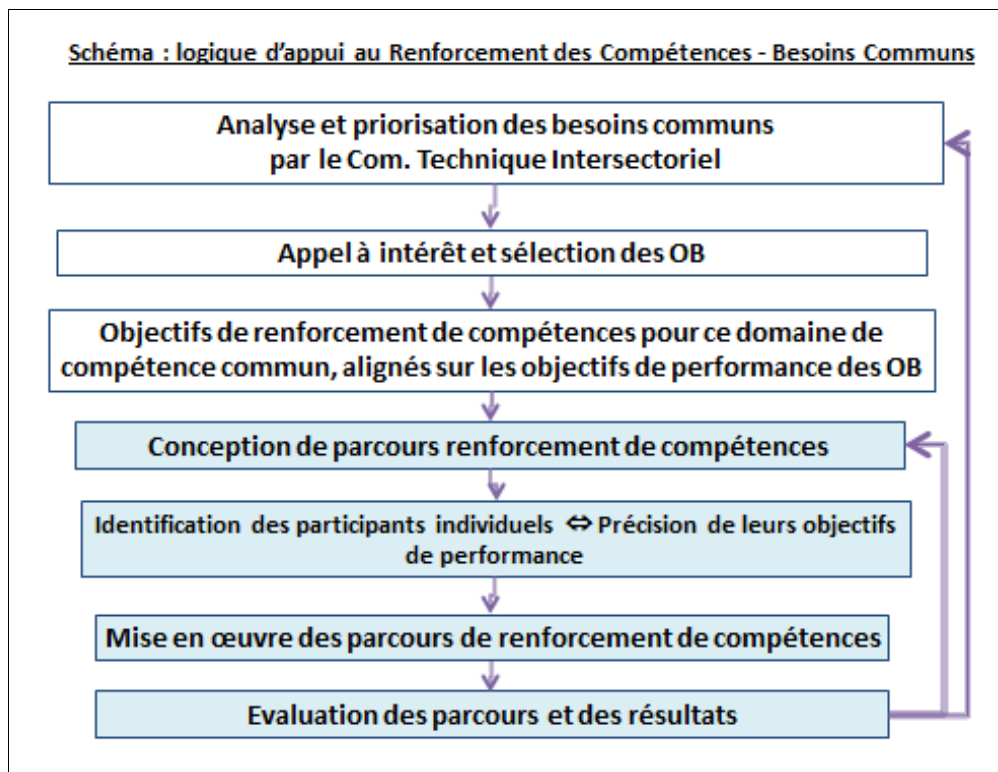 Schéma : logique d'appui au Renforcement des Compétences - Besoins Communs
Analyse et priorisation des besoins communs
par le Com. Technique Intersectoriel
Appel à intérêt et sélection des OB
Objectifs de renforcement de compétences pour ce domaine de
compétence commun, alignés sur les objectifs de performance des OB
Conception de parcours renforcement de compétences
Identification des participants individuels ⇔ Précision de leurs objectifs
de performance
Mise en œuvre des parcours de renforcement de compétences
Evaluation des parcours et des résultats